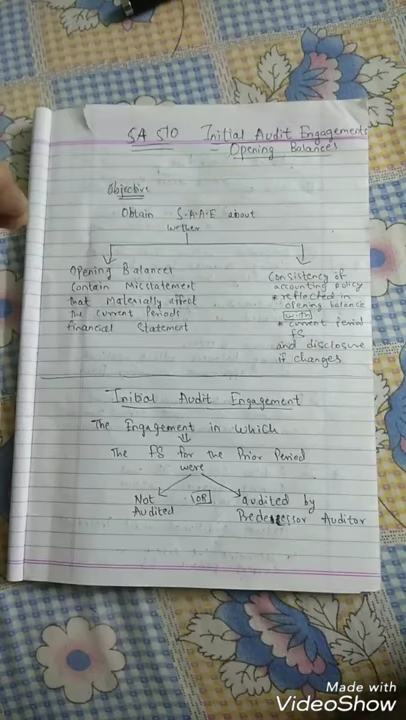 SA 510 Initial Audit Engagements
– Opening Balances
Objective
Obtain S.A.A.E about
wether
Opening Balances
Contain Misstatement
that Materially affect
the current Periods
financial Statement
Consistency of
accounting policy
* reflected in
opening balance
with
* current period
FS
and disclosure
if changes
Initial Audit Engagement
The Engagement in which
The FS for the Prior Period
were
Not OR audited by
Audited Predessor Auditor
Made with
VideoShow